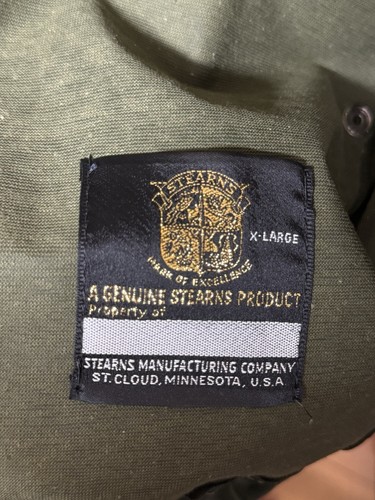 STEARNS
MARK OF EXCELLENCE
X-LARGE
A GENUINE STEARNS PRODUCT
Property of
STEARNS MANUFACTURING COMPANY
ST. CLOUD, MINNESOTA, U.S.A